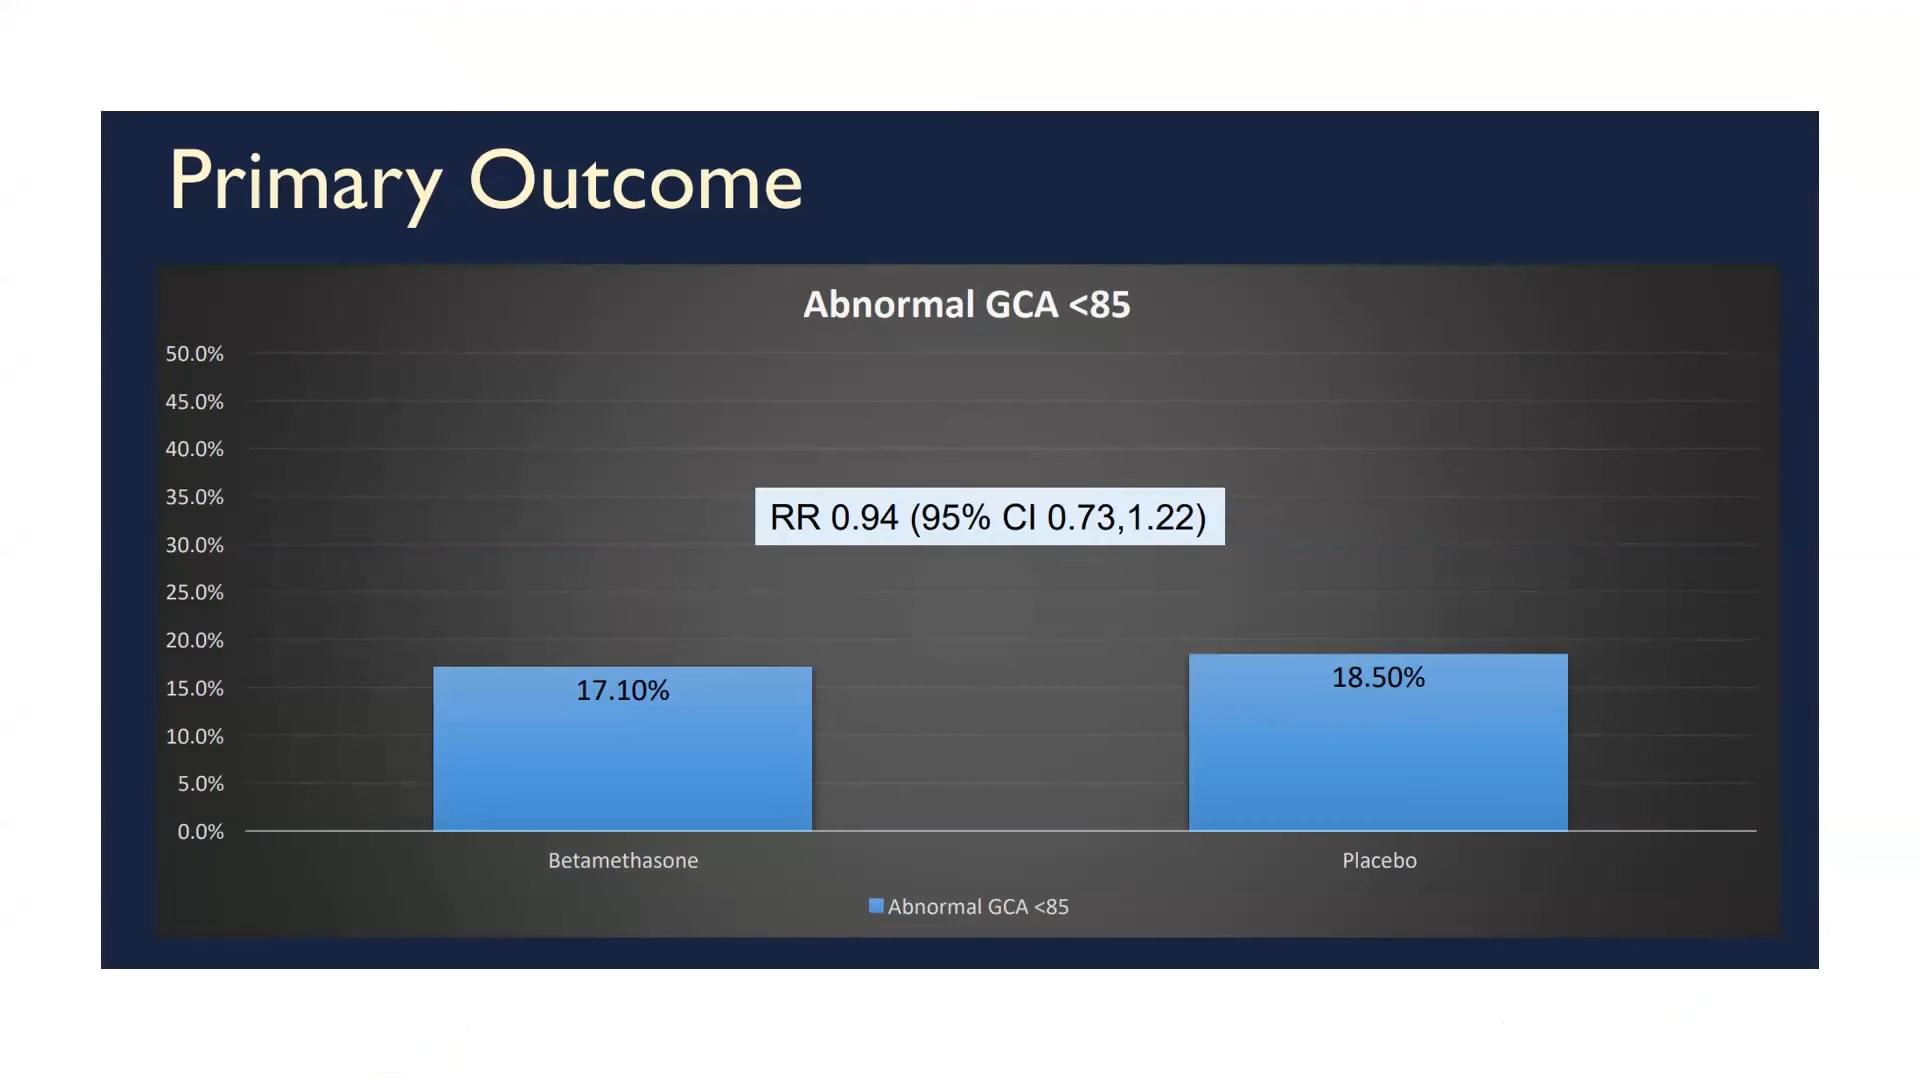 Primary Outcome
Abnormal GCA <85
50.0%
45.0%
40.0%
35.0%
RR 0.94 (95% CI 0.73,1.22)
30.0%
25.0%
20.0%
15.0%
10.0%
5.0%
0.0%
17.10%
18.50%
Betamethasone
Placebo
Abnormal GCA <85